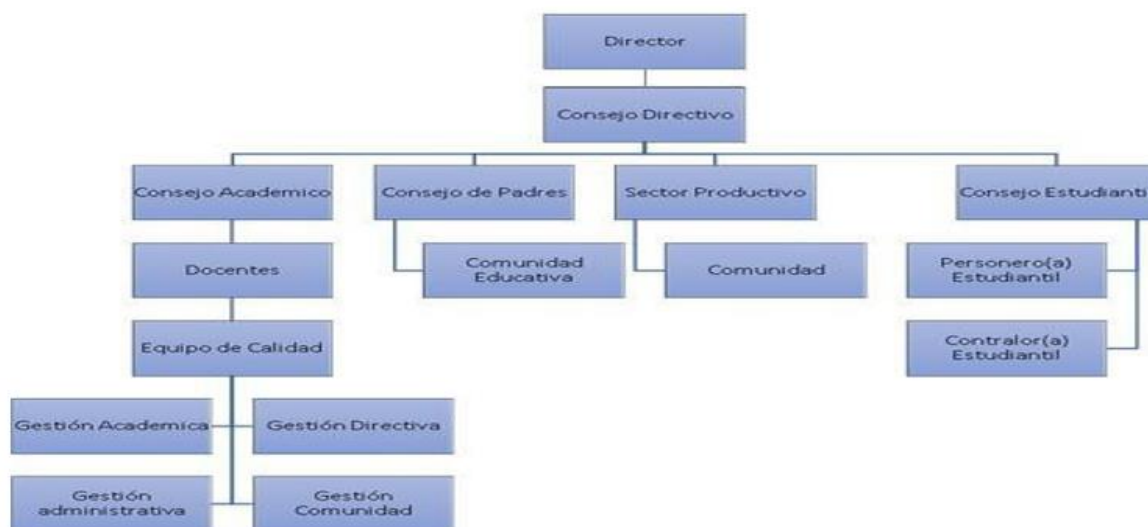 Director
Consejo Directivo
Consejo Academico
Consejo de Padres
Sector Productivo
Consejo Estudianti
Docentes
Comunidad
Educativa
Comunidad
Personero(a)
Estudiantil
Equipo de Calidad
Contralor(a)
Estudiantil
Gestión Academica
Gestión Directiva
Gestión
administrativa
Gestión
Comunidad